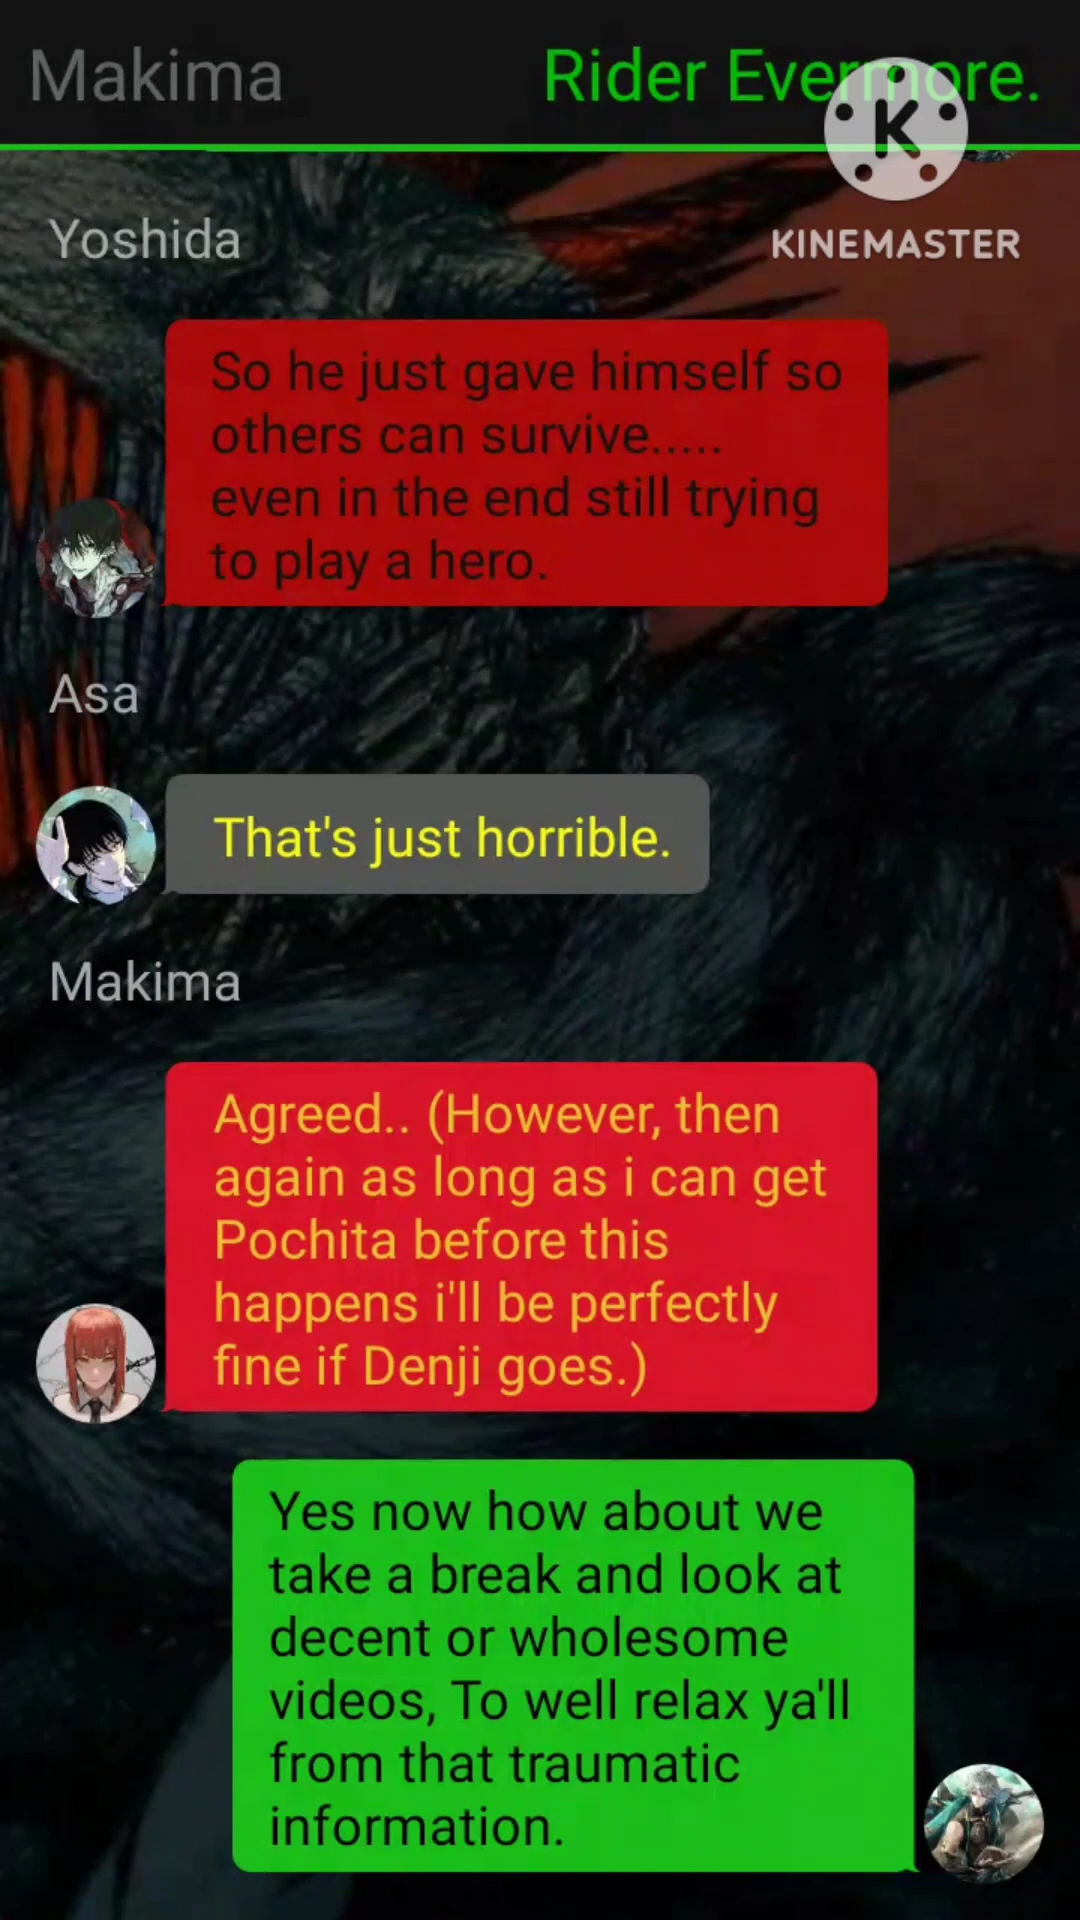 Makima Rider Evermore.
K
KINEMASTER
Yoshida
So he just gave himself so
others can survive.....
even in the end still trying
to play a hero.
Asa
That's just horrible.
Makima
Agreed.. (However, then
again as long as i can get
Pochita before this
happens i'll be perfectly
fine if Denji goes.)
Yes now how about we
take a break and look at
decent or wholesome
videos, To well relax ya'll
from that traumatic
information.